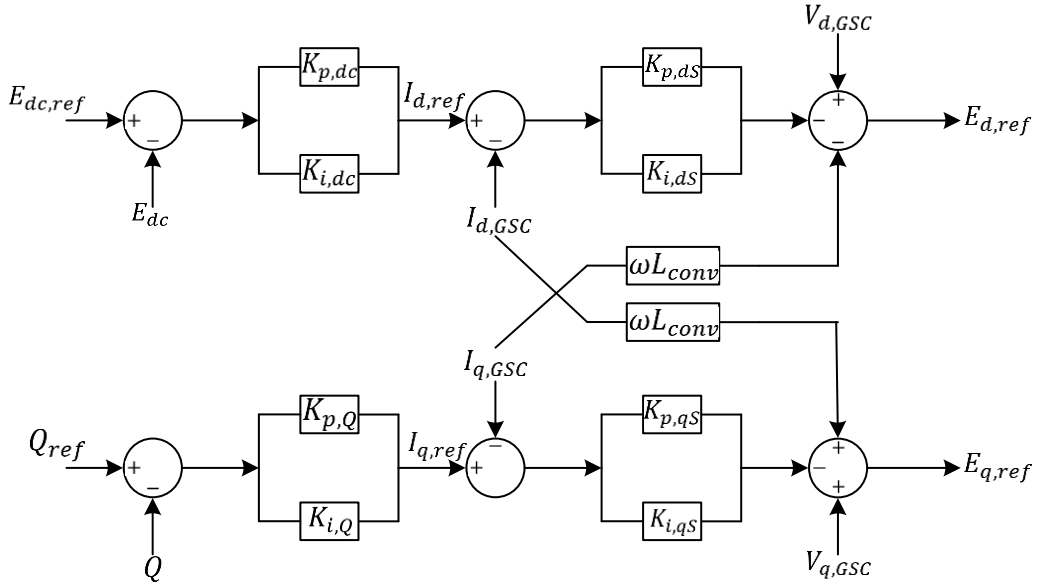 V_{d,GSC}
K_{p,dc}
K_{p,dS}
E_{dc,ref}
+
−
I_{d,ref}
+
−
+
−
−
E_{d,ref}
K_{i,dc}
K_{i,dS}
E_{dc}
I_{d,GSC}
ωL_{conv}
ωL_{conv}
I_{q,GSC}
K_{p,Q}
K_{p,qS}
Q_{ref}
+
−
I_{q,ref}
+
−
+
−
+
E_{q,ref}
K_{i,Q}
K_{i,qS}
Q
V_{q,GSC}